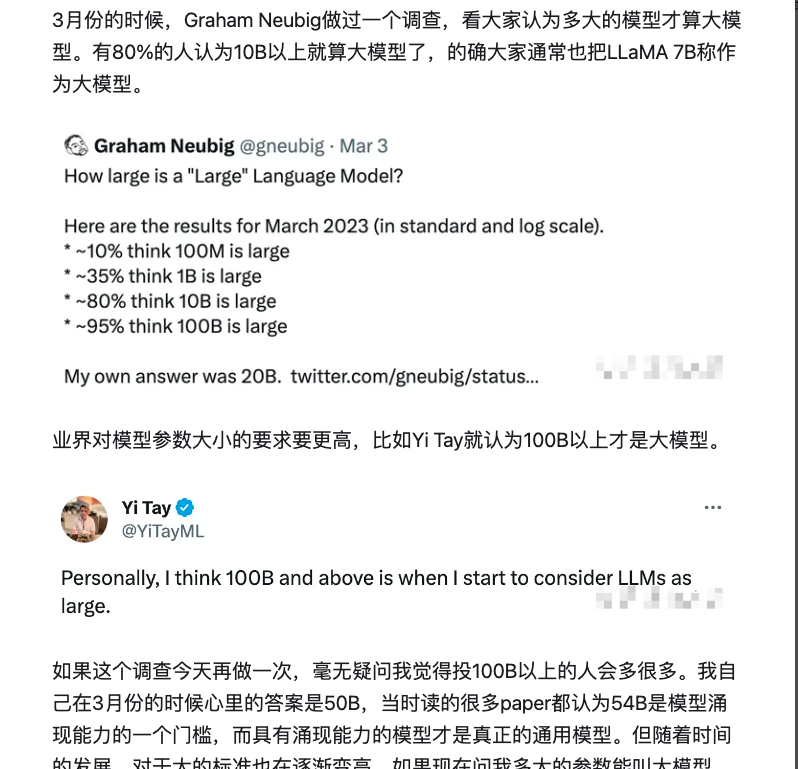 3月份的时候，Graham Neubig做过一个调查，看大家认为多大的模型才算大模
型。有80%的人认为10B以上就算大模型了，的确大家通常也把LLaMA 7B称作
为大模型。
Graham Neubig @gneubig · Mar 3
How large is a "Large" Language Model?
Here are the results for March 2023 (in standard and log scale).
* ~10% think 100M is large
* ~35% think 1B is large
* ~80% think 10B is large
* ~95% think 100B is large
My own answer was 20B. twitter.com/gneubig/status...
业界对模型参数大小的要求要更高，比如Yi Tay就认为100B以上才是大模型。
Yi Tay
@YiTayML
Personally, I think 100B and above is when I start to consider LLMs as
large.
如果这个调查今天再做一次，毫无疑问我觉得投100B以上的人会多很多。我自
己在3月份的时候心里的答案是50B，当时读的很多paper都认为54B是模型涌
现能力的一个门槛，而具有涌现能力的模型才是真正的通用模型。但随着时间
的发展，对于大的标准也在逐渐变高，如果现在问我多大的参数能叫大模型，